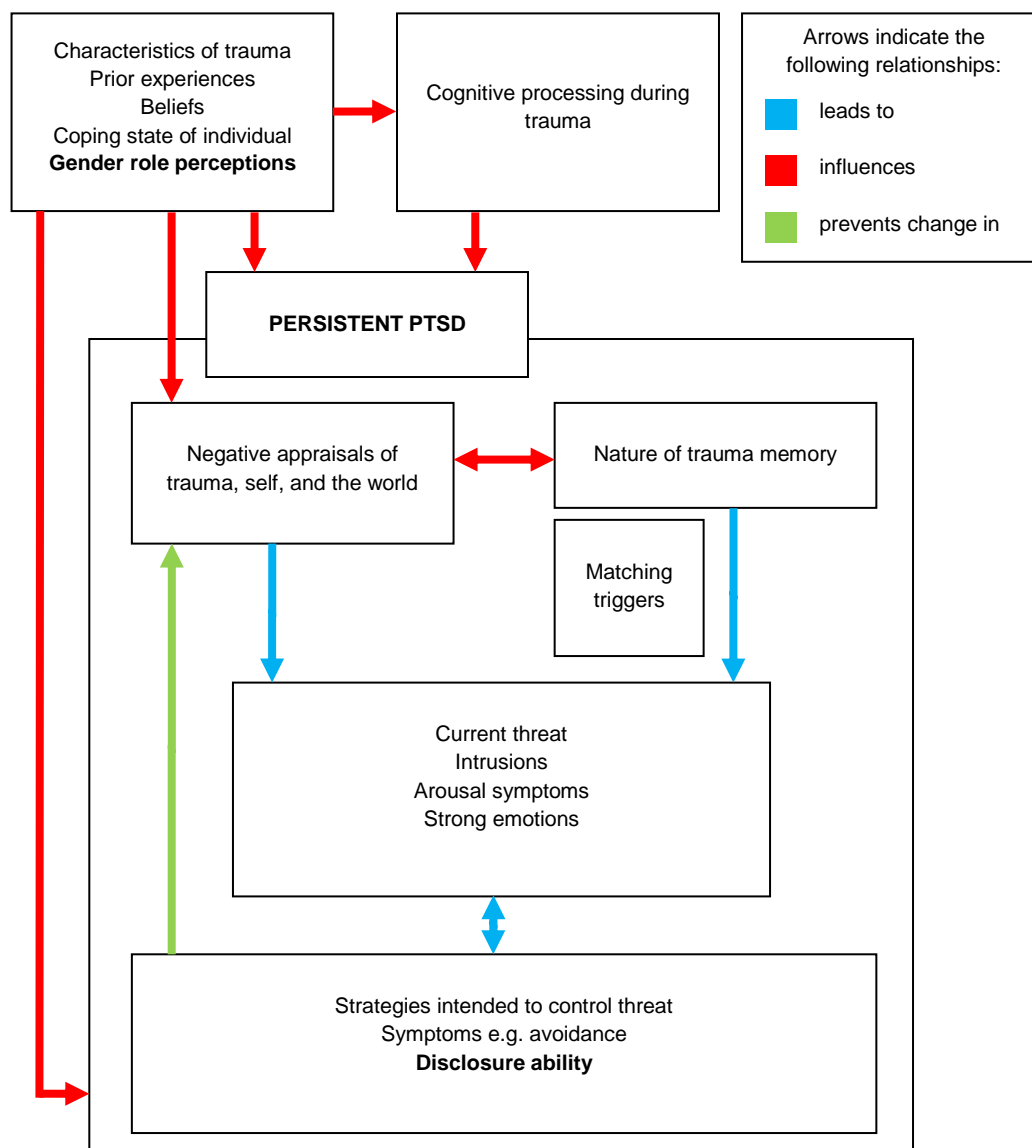 Characteristics of trauma
Prior experiences
Beliefs
Coping state of individual
Gender role perceptions
Cognitive processing during
trauma
Arrows indicate the
following relationships:
leads to
influences
prevents change in
PERSISTENT PTSD
Negative appraisals of
trauma, self, and the world
Nature of trauma memory
Matching
triggers
Current threat
Intrusions
Arousal symptoms
Strong emotions
Strategies intended to control threat
Symptoms e.g. avoidance
Disclosure ability